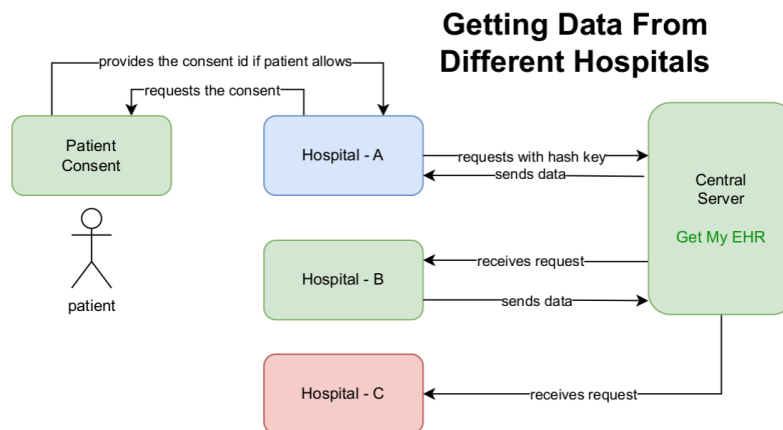 Getting Data From
Different Hospitals
provides the consent id if patient allows
requests the consent
Patient
Consent
Hospital - A
requests with hash key
sends data
Central
Server
Get My EHR
patient
receives request
Hospital - B
sends data
Hospital - C
receives request